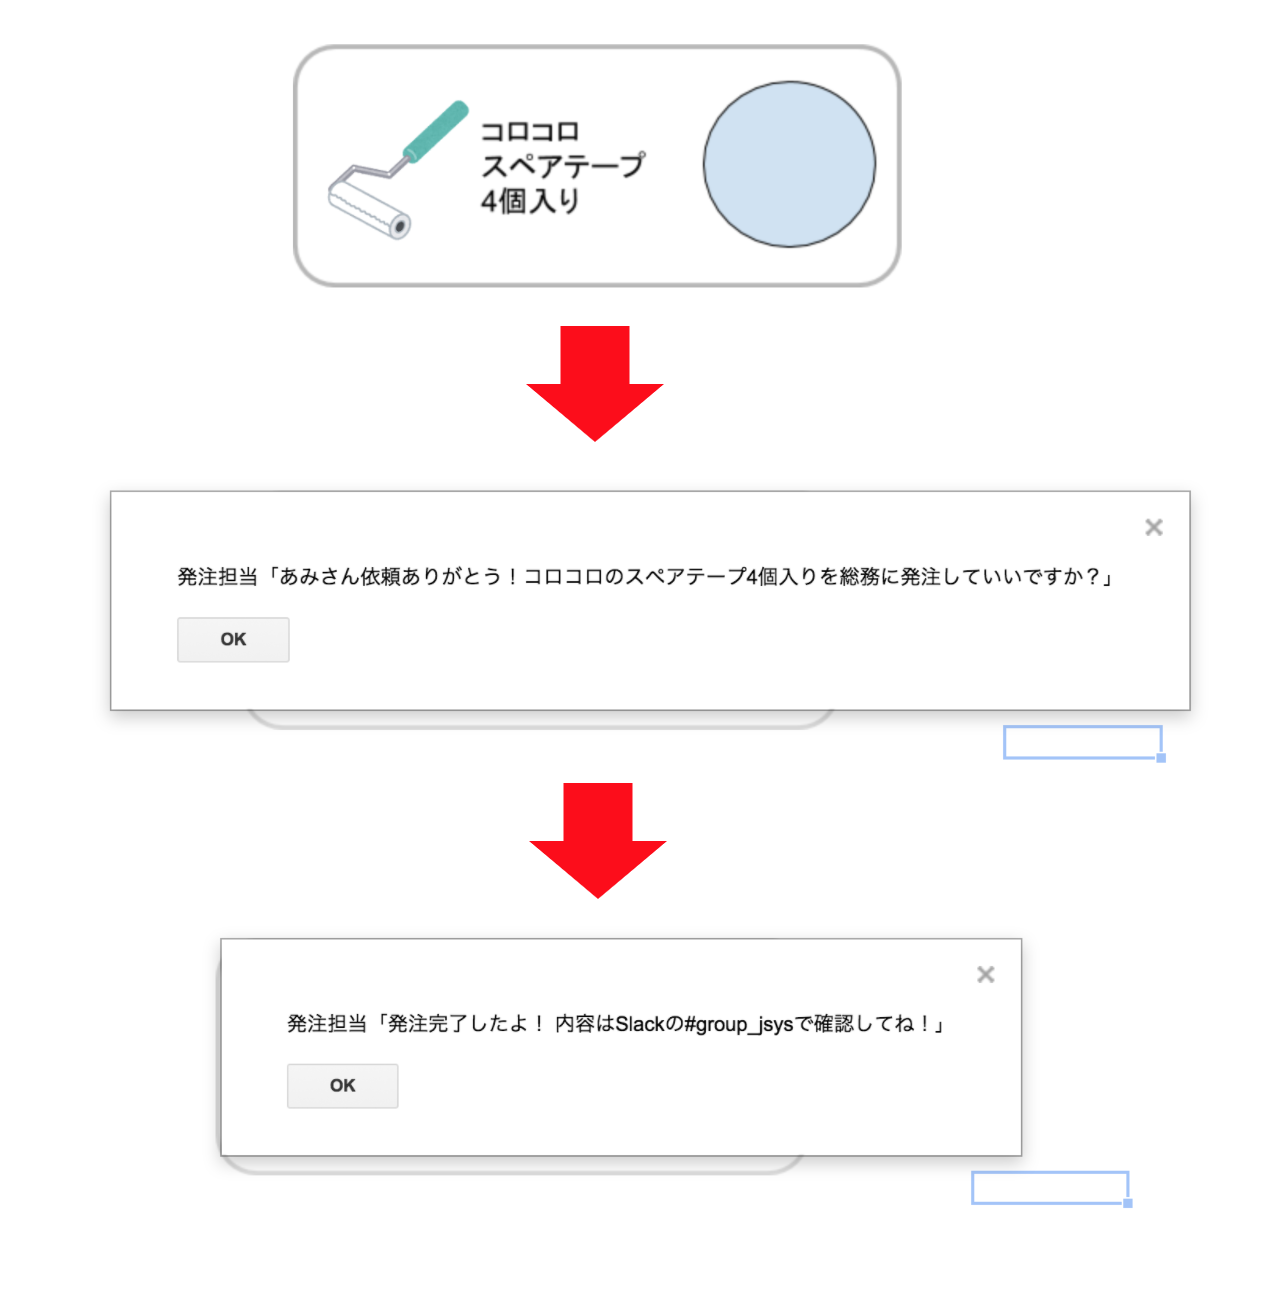 コロコロ
スペアテープ
4個入り
発注担当「あみさん依頼ありがとう！コロコロのスペアテープ4個入りを総務に発注していいですか？」
OK
発注担当「発注完了したよ！ 内容はSlackの#group_jsysで確認してね！」
OK